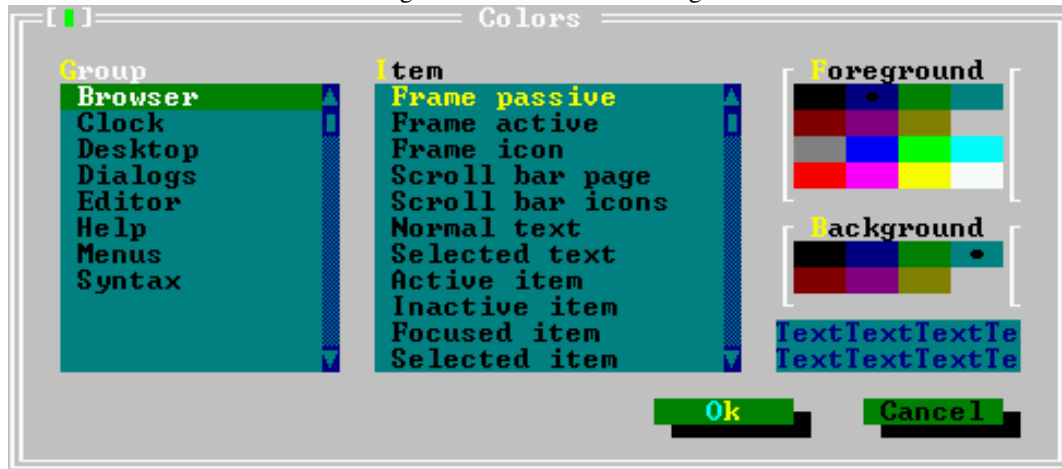 Colors
Group
Browser
Clock
Desktop
Dialogs
Editor
Help
Menus
Syntax
Item
Frame passive
Frame active
Frame icon
Scroll bar page
Scroll bar icons
Normal text
Selected text
Active item
Inactive item
Focused item
Selected item
Foreground
Background
TextTextTextTe
TextTextTextTe
Ok
Cancel